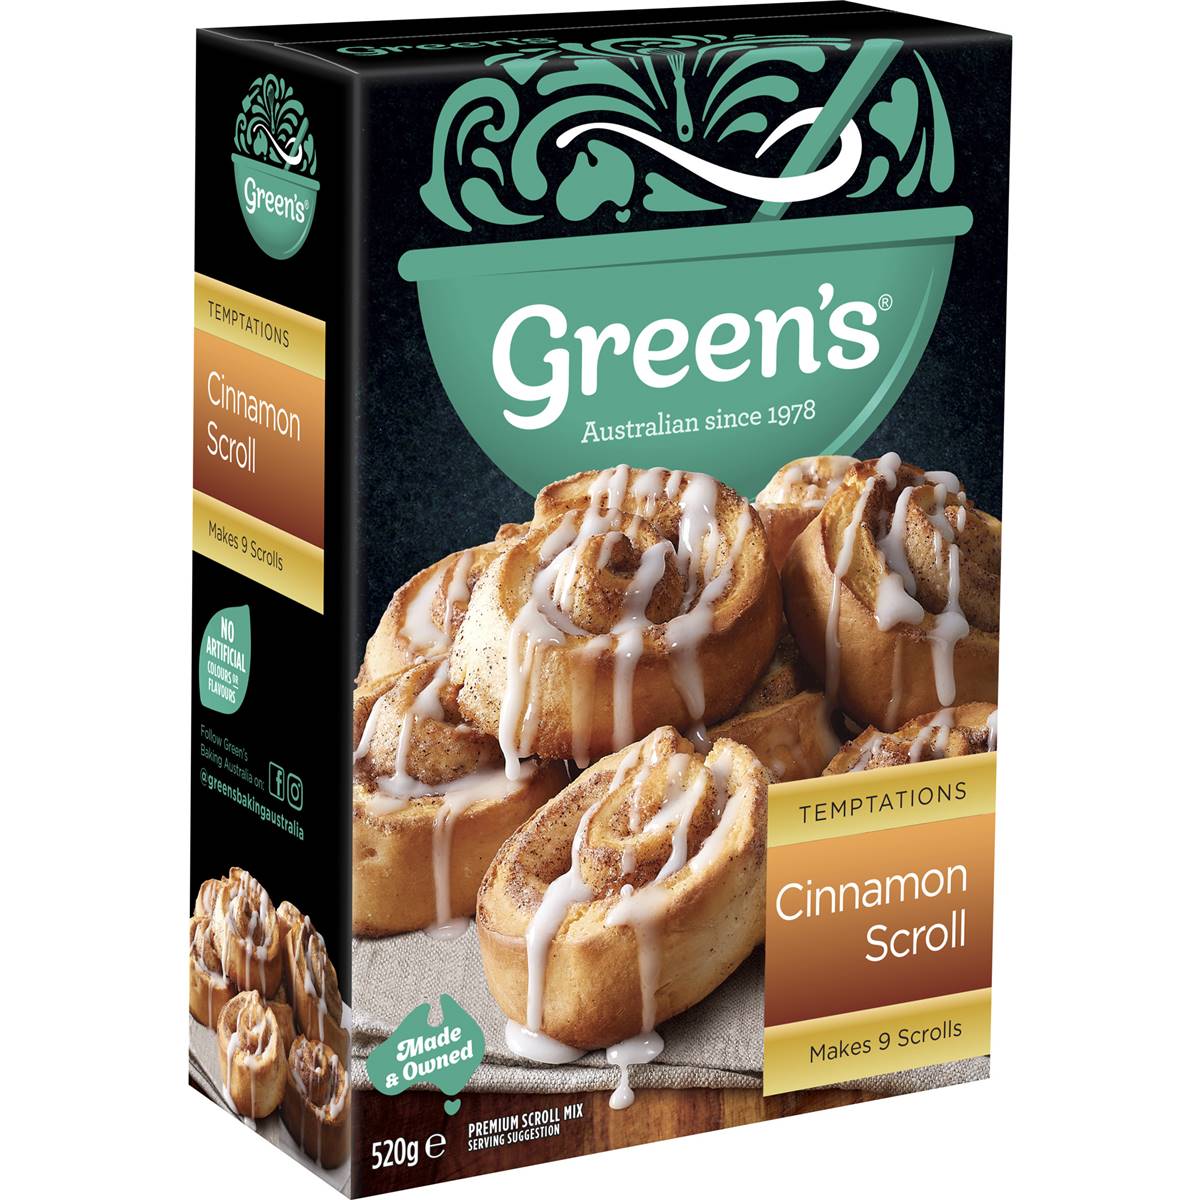 Green's
Green's®
TEMPTATIONS
Cinnamon
Scroll
Makes 9 Scrolls
NO
ARTIFICIAL
COLOURS OR
FLAVOURS
Follow Green's
Baking Australia on:
@greensbakingaustralia
Green's®
Australian since 1978
TEMPTATIONS
Cinnamon
Scroll
Makes 9 Scrolls
Made
& Owned
520g e
PREMIUM SCROLL MIX
SERVING SUGGESTION